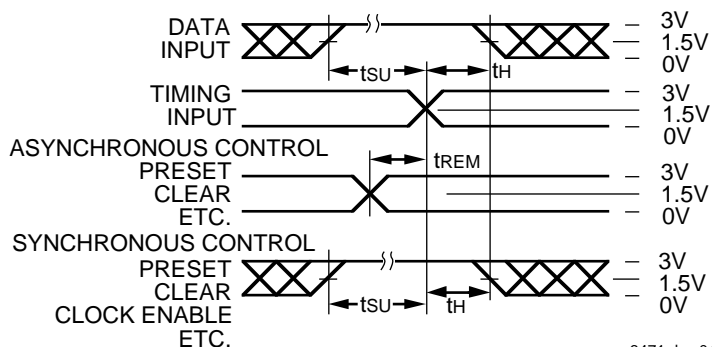 DATA
INPUT
tSU
tH
3V
1.5V
0V
TIMING
INPUT
3V
1.5V
0V
ASYNCHRONOUS CONTROL
PRESET
CLEAR
ETC.
tREM
3V
1.5V
0V
SYNCHRONOUS CONTROL
PRESET
CLEAR
CLOCK ENABLE
ETC.
tSU
tH
3V
1.5V
0V